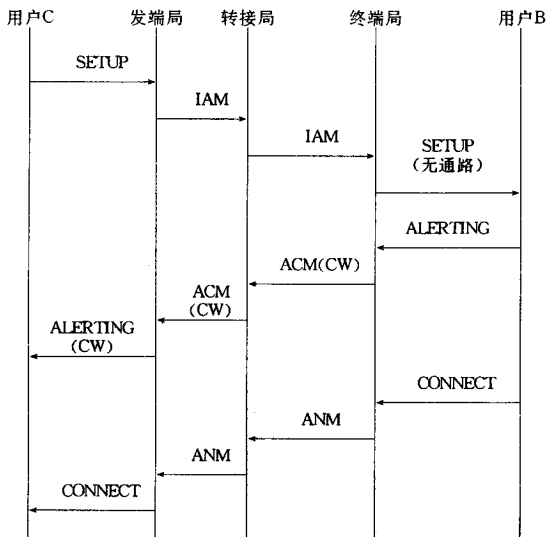 用户C 发端局 转接局 终端局 用户B
SETUP
IAM
IAM
SETUP
(无通路)
ALERTING
ACM(CW)
ACM
(CW)
ALERTING
(CW)
CONNECT
ANM
ANM
CONNECT